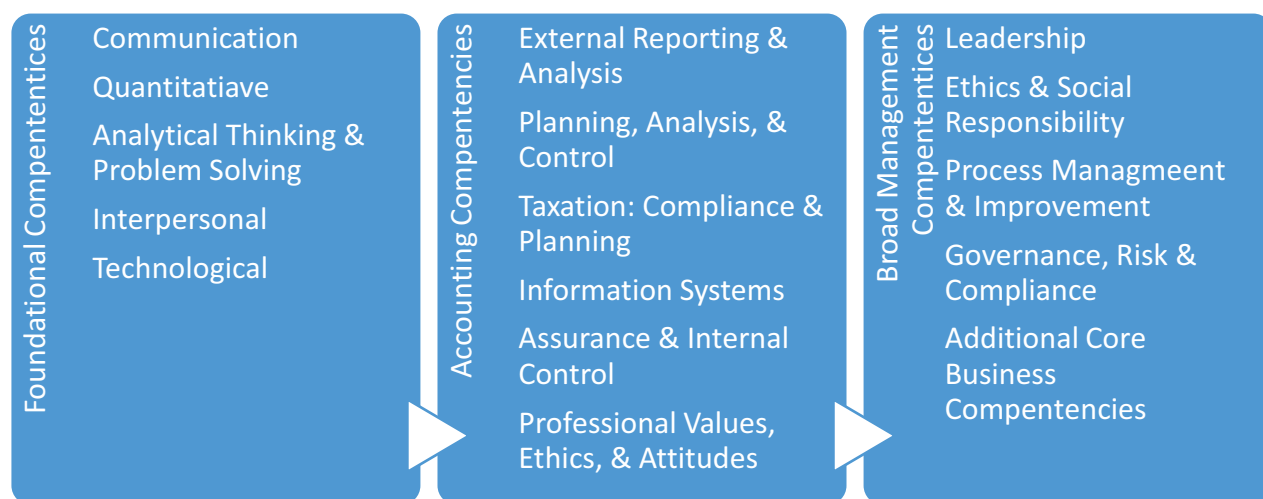 Foundational Compententices
Communication
Quantitatiave
Analytical Thinking &
Problem Solving
Interpersonal
Technological
Accounting Compentencies
External Reporting &
Analysis
Planning, Analysis, &
Control
Taxation: Compliance &
Planning
Information Systems
Assurance & Internal
Control
Professional Values,
Ethics, & Attitudes
Broad Management
Compentences
Leadership
Ethics & Social
Responsibility
Process Managmeent
& Improvement
Governance, Risk &
Compliance
Additional Core
Business
Compentencies